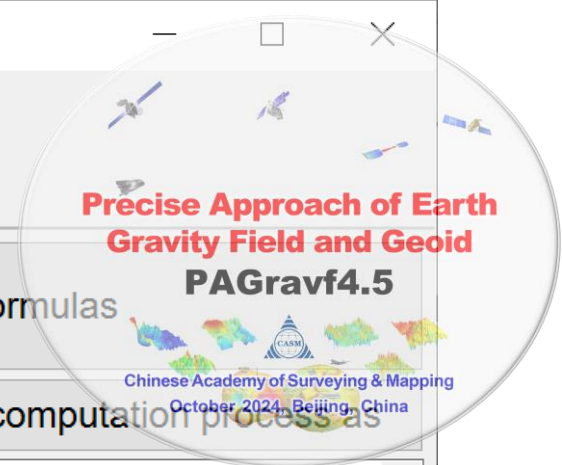 Precise Approach of Earth
Gravity Field and Geoid
PAGravf4.5
ormulas
CASM
Chinese Academy of Surveying & Mapping
October 2024, Beijing, China
computation process as